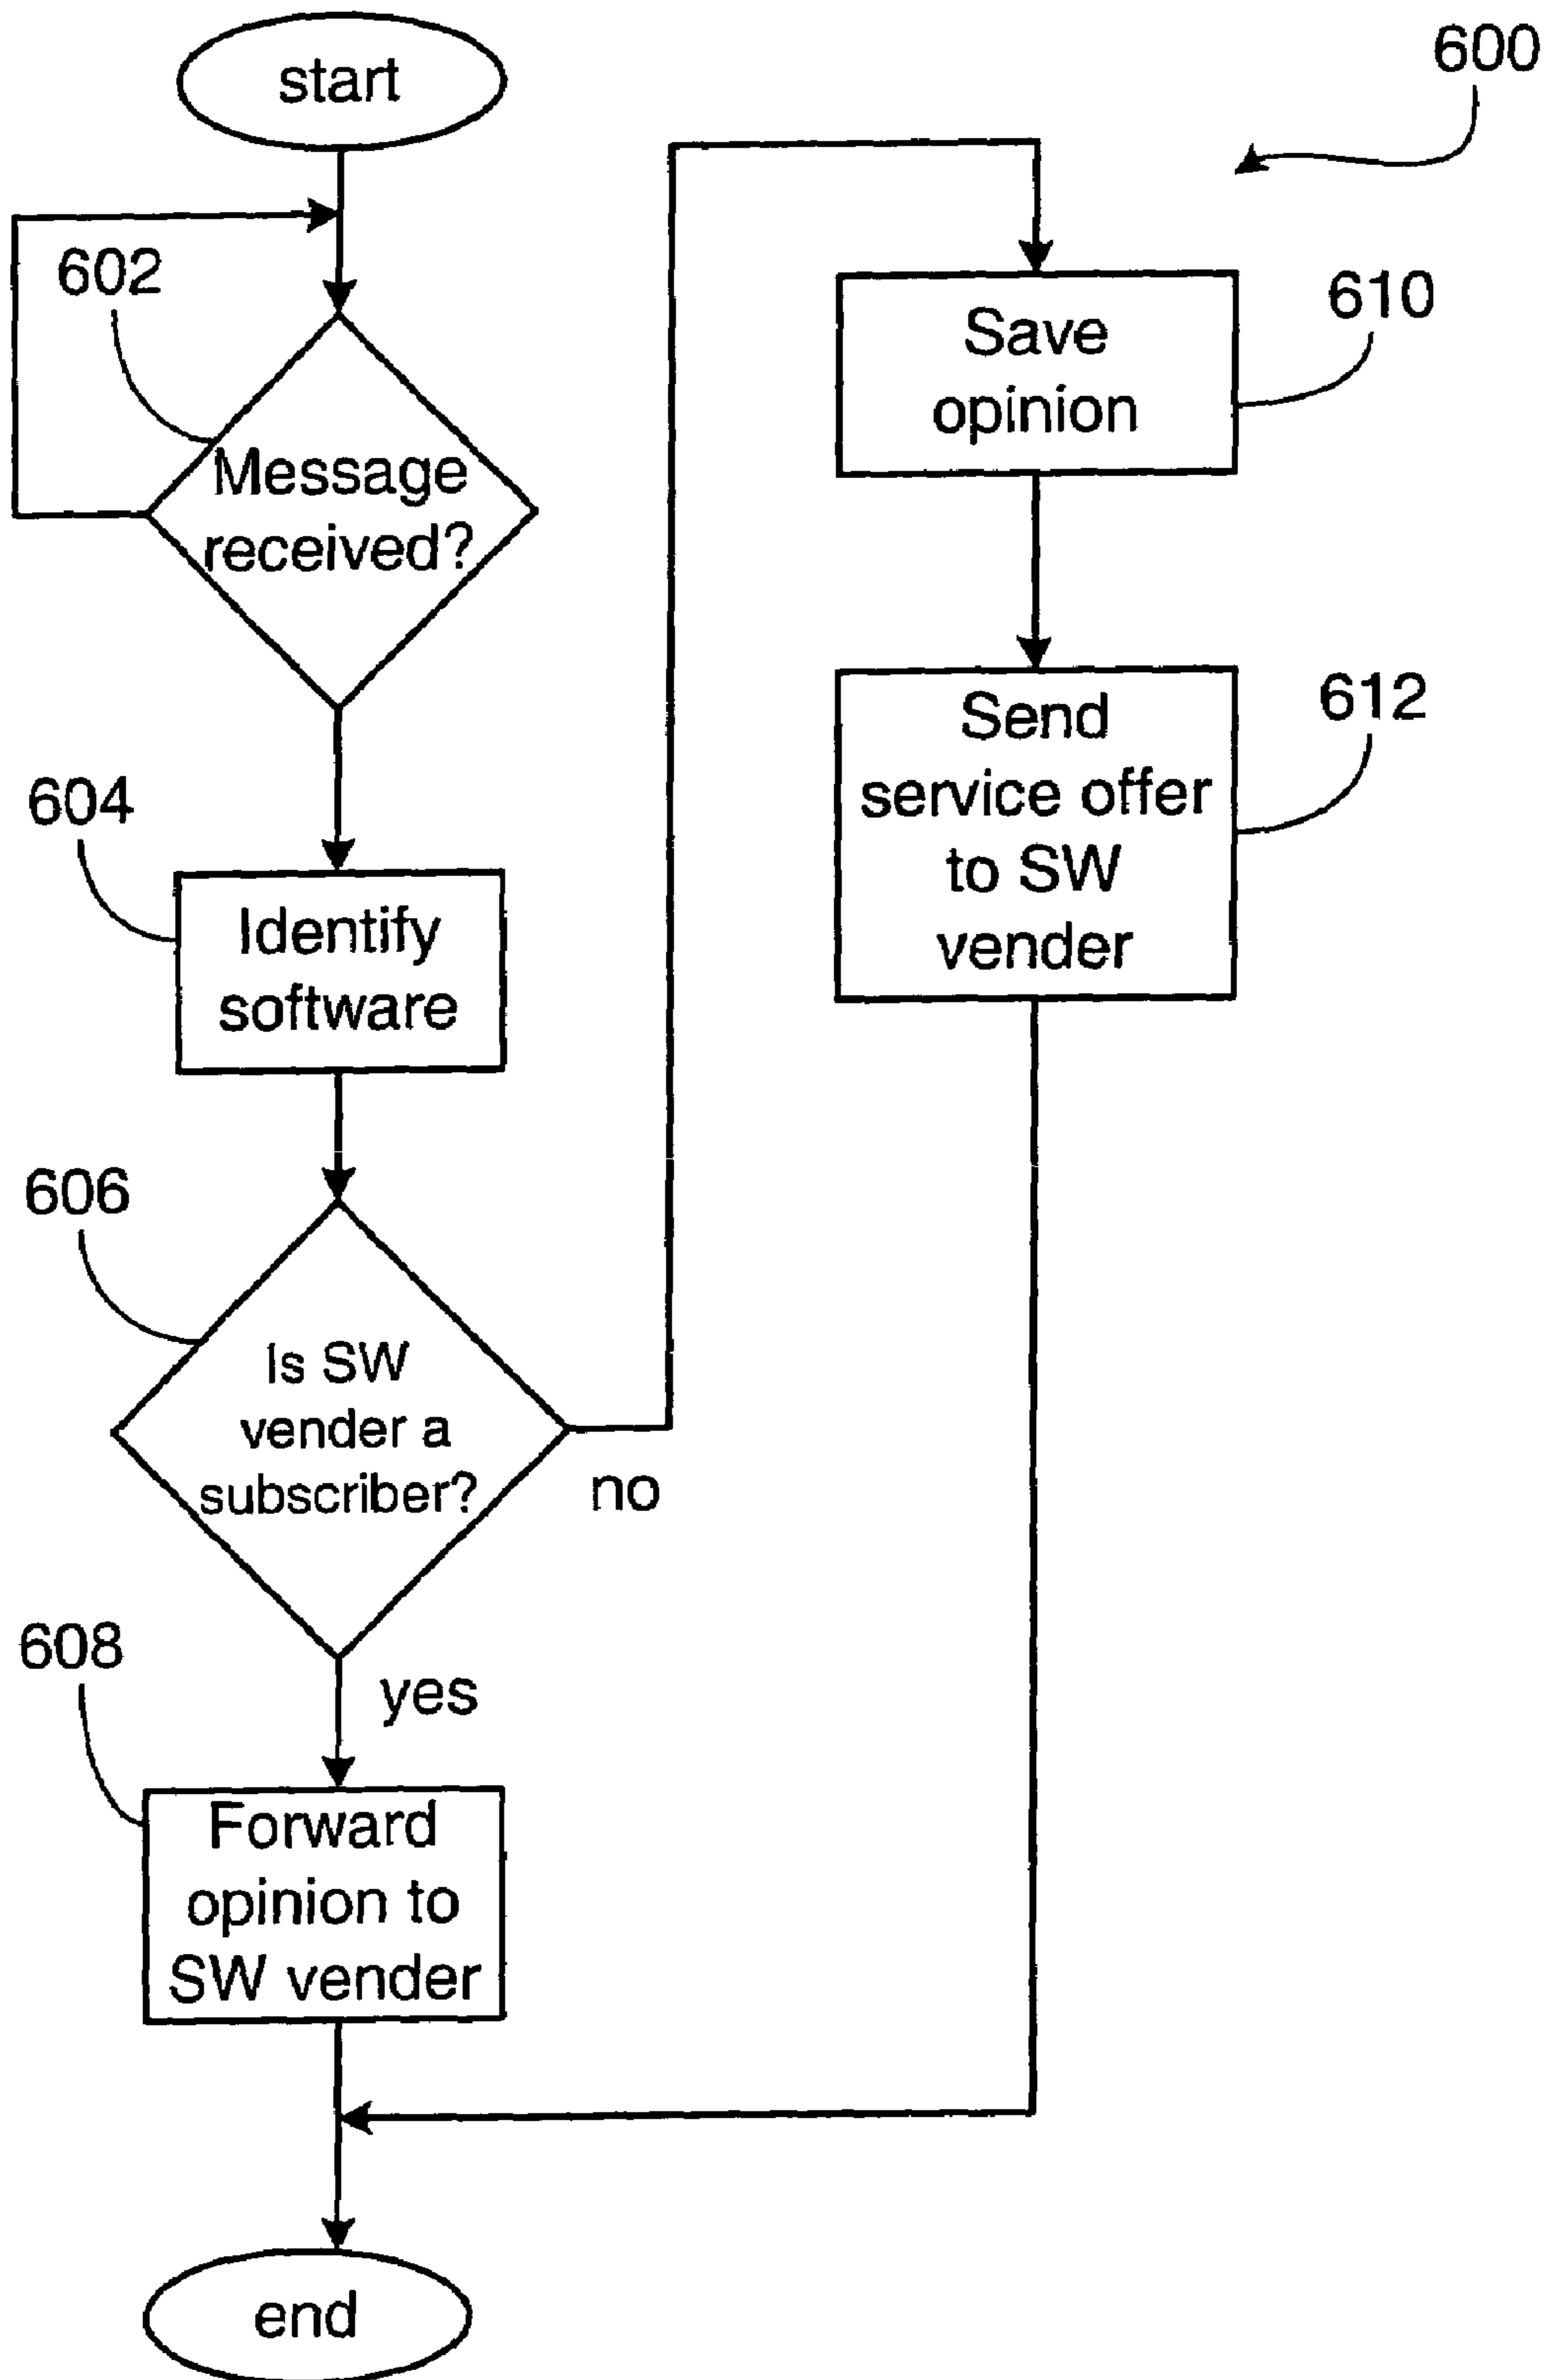 start
600
602
Message
received?
604
Identify
software
606
Is SW
vender a
subscriber?
no
yes
608
Forward
opinion to
SW vender
end
Save
opinion
610
Send
service offer
to SW
vender
612